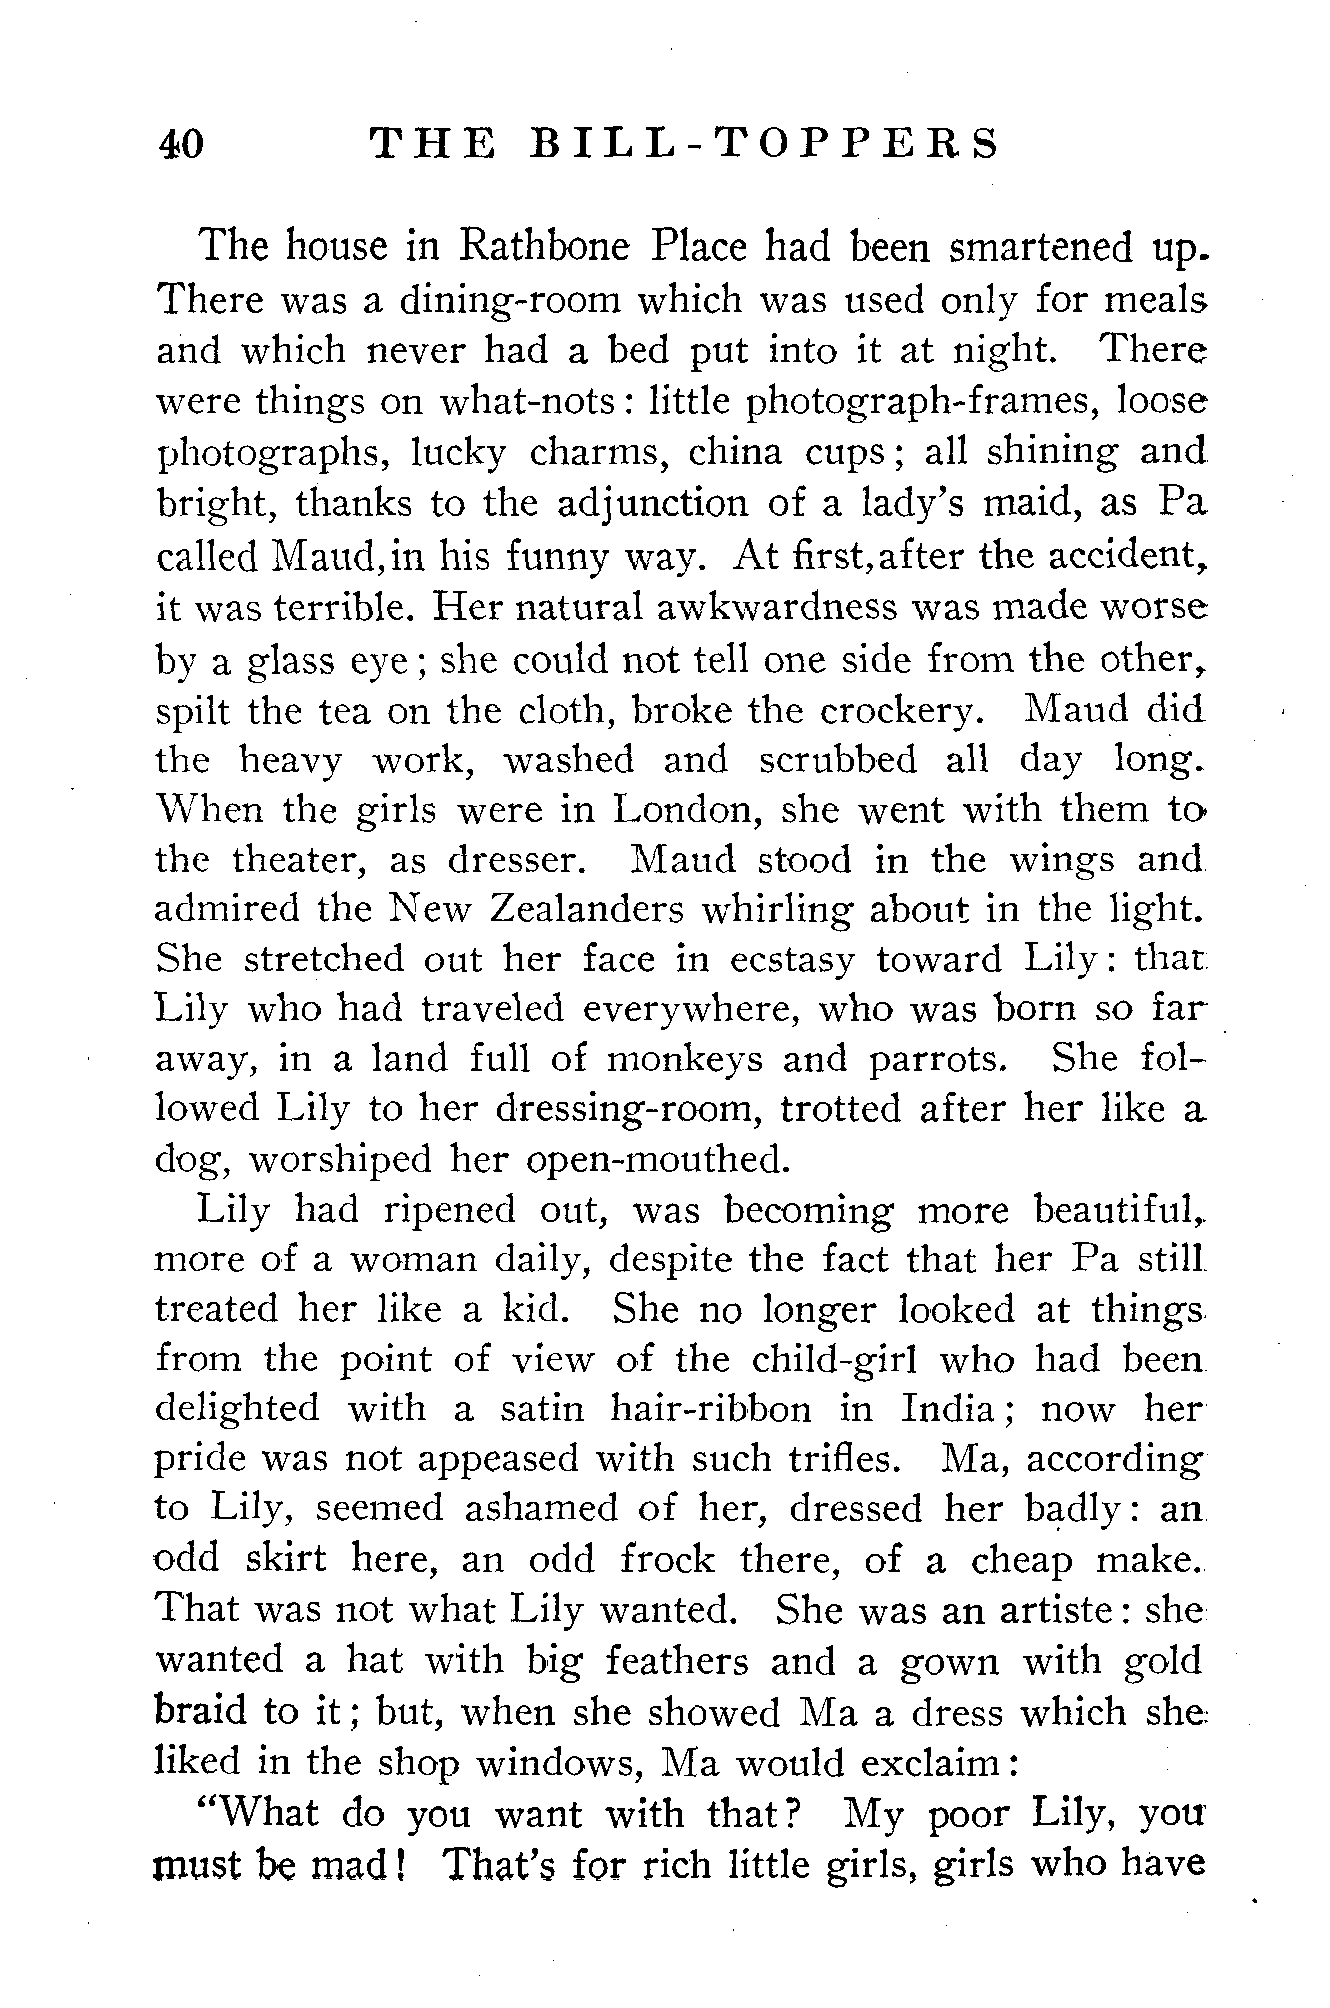 40 THE BILL-TOPPERS
The house in Rathbone Place had been smartened up.
There was a dining-room which was used only for meals
and which never had a bed put into it at night. There
were things on what-nots: little photograph-frames, loose
photographs, lucky charms, china cups; all shining and
bright, thanks to the adjunction of a lady's maid, as Pa
called Maud, in his funny way. At first, after the accident,
it was terrible. Her natural awkwardness was made worse
by a glass eye; she could not tell one side from the other,
spilt the tea on the cloth, broke the crockery. Maud did
the heavy work, washed and scrubbed all day long.
When the girls were in London, she went with them to
the theater, as dresser. Maud stood in the wings and
admired the New Zealanders whirling about in the light.
She stretched out her face in ecstasy toward Lily: that
Lily who had traveled everywhere, who was born so far
away, in a land full of monkeys and parrots. She fol-
lowed Lily to her dressing-room, trotted after her like a
dog, worshiped her open-mouthed.
Lily had ripened out, was becoming more beautiful,
more of a woman daily, despite the fact that her Pa still
treated her like a kid. She no longer looked at things
from the point of view of the child-girl who had been
delighted with a satin hair-ribbon in India; now her
pride was not appeased with such trifles. Ma, according
to Lily, seemed ashamed of her, dressed her badly: an
odd skirt here, an odd frock there, of a cheap make.
That was not what Lily wanted. She was an artiste: she
wanted a hat with big feathers and a gown with gold
braid to it; but, when she showed Ma a dress which she
liked in the shop windows, Ma would exclaim:
"What do you want with that? My poor Lily, you
must be mad! That's for rich little girls, girls who have